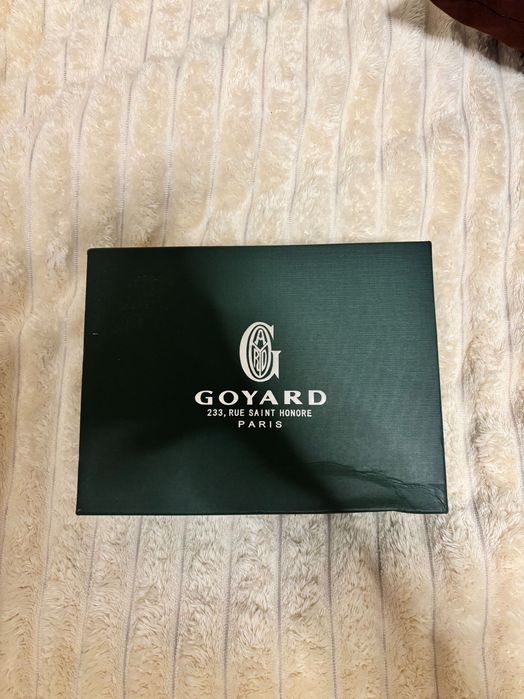 GOYARD
233, RUE SAINT HONORE
PARIS